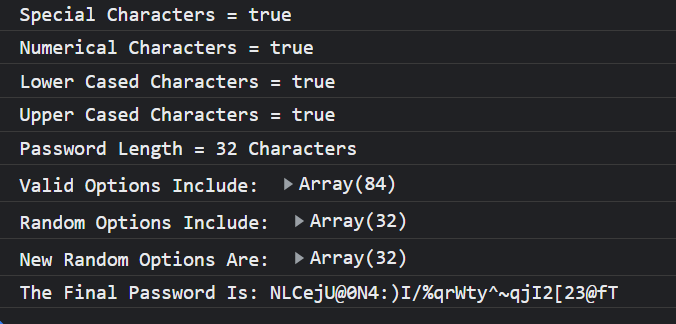 Special Characters = true
Numerical Characters = true
Lower Cased Characters = true
Upper Cased Characters = true
Password Length = 32 Characters
Valid Options Include: ▶Array(84)
Random Options Include: ▶Array(32)
New Random Options Are: ▶Array(32)
The Final Password Is: NLCejU@0N4:)I/%qrWty^~qjI2[23@fT